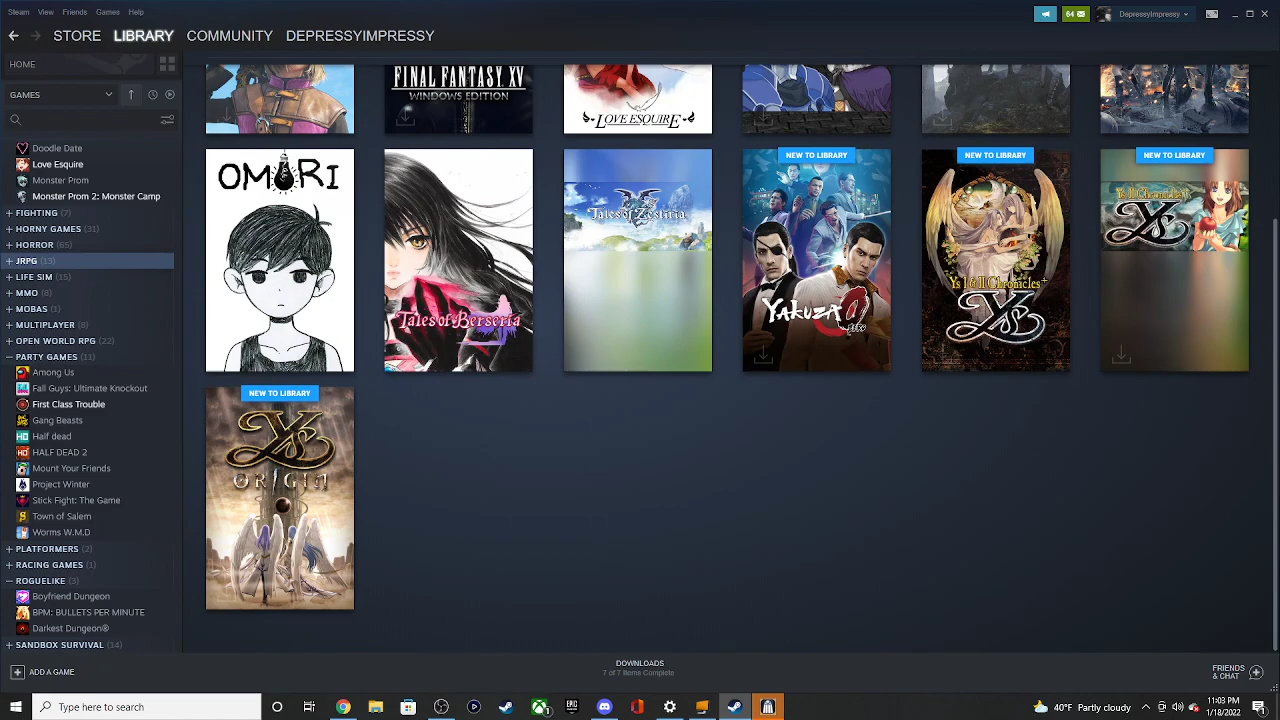 Steam View Friends Games Help
64
DepressyImpressy
STORE LIBRARY COMMUNITY DEPRESSYIMPRESSY
HOME
GAMES
Doodle Date
Love Esquire
Monster Prom
Monster Prom 2: Monster Camp
+ FIGHTING (7)
+ HORNY GAMES (31)
+ HORROR (65)
- JRPG (13)
+ LIFE SIM (15)
+ MMO (8)
+ MOBAS (1)
+ MULTIPLAYER (8)
+ OPEN WORLD RPG (22)
- PARTY GAMES (11)
Among Us
Fall Guys: Ultimate Knockout
First Class Trouble
Gang Beasts
Half dead
HALF DEAD 2
Mount Your Friends
Project Winter
Stick Fight: The Game
Town of Salem
Worms W.M.D
+ PLATFORMERS (2)
+ RACING GAMES (1)
- ROGUELIKE (3)
Boyfriend Dungeon
BPM: BULLETS PER MINUTE
Darkest Dungeon®
+ SANDBOX SURVIVAL (14)
FINAL FANTASY XV
WINDOWS EDITION
LOVE ESQUIRE
OMORI
Tales of Berseria
Tales of Zestiria
NEW TO LIBRARY
YAKUZA 0
NEW TO LIBRARY
Ys I & II Chronicles+
Ys
NEW TO LIBRARY
Ys I & II Chronicles+
Ys
NEW TO LIBRARY
Ys
ORIGIN
+ ADD A GAME
DOWNLOADS
7 of 7 Items Complete
FRIENDS
& CHAT
Type here to search
EPIC
40°F Partly cloudy
11:03 PM
1/18/2022